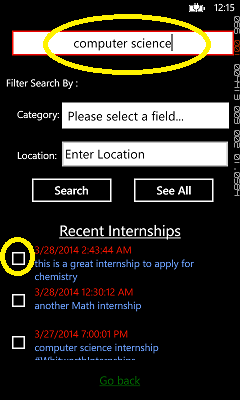 12:15
computer science
Filter Search By :
Category: Please select a field...
Location: Enter Location
Search See All
Recent Internships
3/28/2014 2:43:44 AM
this is a great internship to apply for
chemistry
3/28/2014 12:30:12 AM
another Math internship
3/27/2014 7:00:01 PM
computer science internship
#WhitworthInternships
Go back